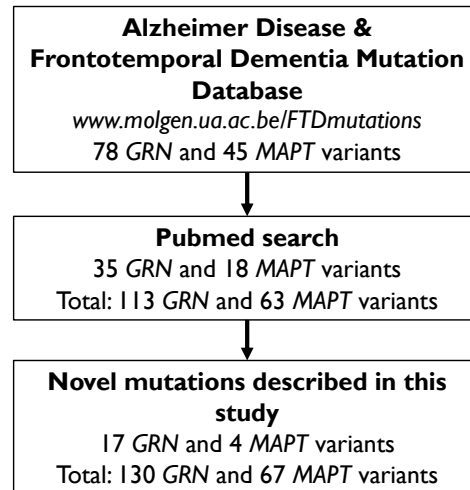 Alzheimer Disease &
Frontotemporal Dementia Mutation
Database
www.molgen.ua.ac.be/FTDmutations
78 GRN and 45 MAPT variants
Pubmed search
35 GRN and 18 MAPT variants
Total: 113 GRN and 63 MAPT variants
Novel mutations described in this
study
17 GRN and 4 MAPT variants
Total: 130 GRN and 67 MAPT variants